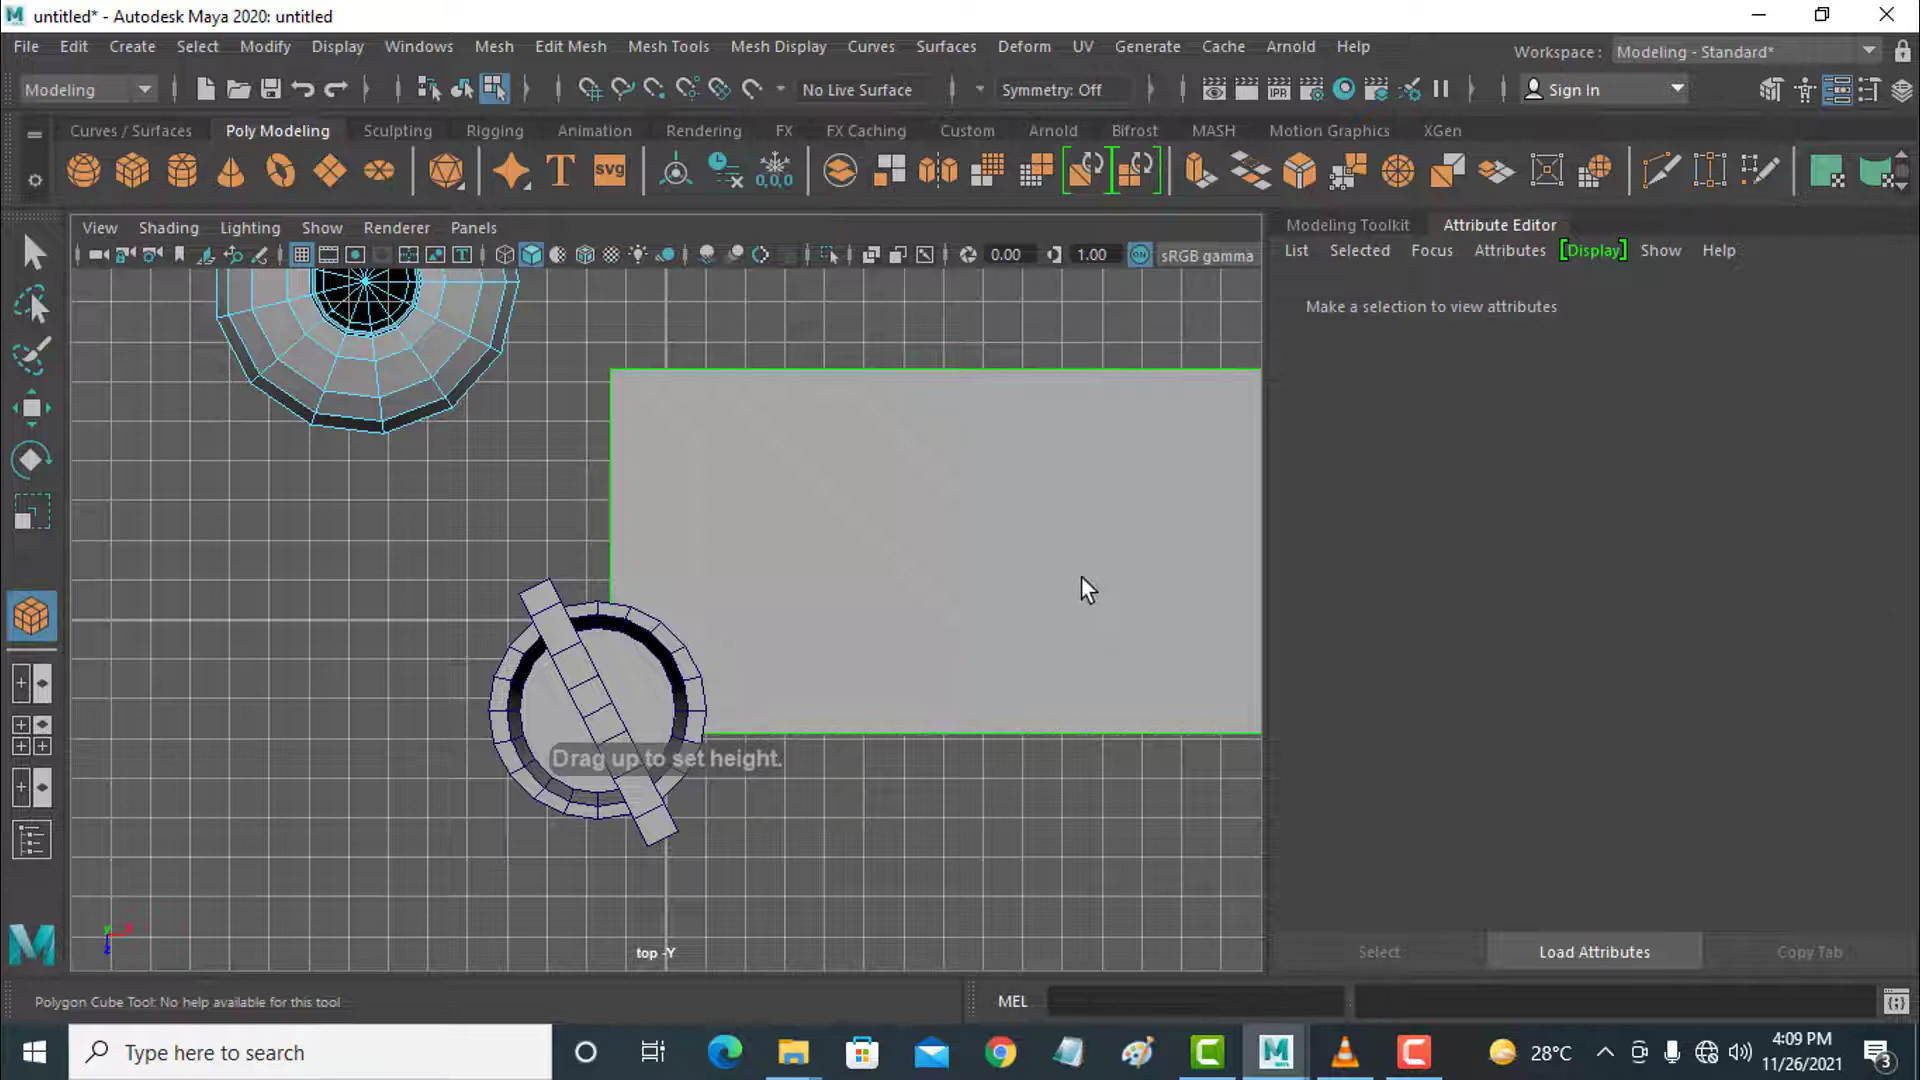 untitled* - Autodesk Maya 2020: untitled
File Edit Create Select Modify Display Windows Mesh Edit Mesh Mesh Tools Mesh Display Curves Surfaces Deform UV Generate Cache Arnold Help
Workspace : Modeling - Standard*
Modeling No Live Surface Symmetry: Off Sign In
Curves / Surfaces Poly Modeling Sculpting Rigging Animation Rendering FX FX Caching Custom Arnold Bifrost MASH Motion Graphics XGen
T svg 0,0,0
View Shading Lighting Show Renderer Panels
Modeling Toolkit Attribute Editor
IPR
List Selected Focus Attributes Display Show Help
0.00 1.00 ON sRGB gamma
Make a selection to view attributes
Drag up to set height.
y x
z
top -Y
Select Load Attributes Copy Tab
Polygon Cube Tool: No help available for this tool
MEL
Type here to search
28°C
4:09 PM
11/26/2021
3